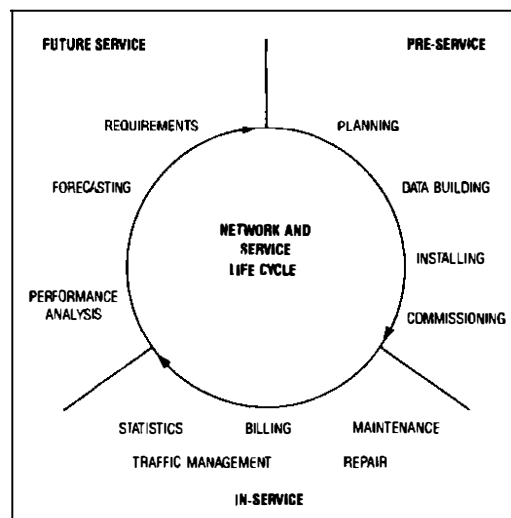 FUTURE SERVICE
PRE-SERVICE
REQUIREMENTS
PLANNING
FORECASTING
DATA BUILDING
NETWORK AND
SERVICE
LIFE CYCLE
INSTALLING
PERFORMANCE
ANALYSIS
COMMISSIONING
STATISTICS
BILLING
MAINTENANCE
TRAFFIC MANAGEMENT
REPAIR
IN-SERVICE